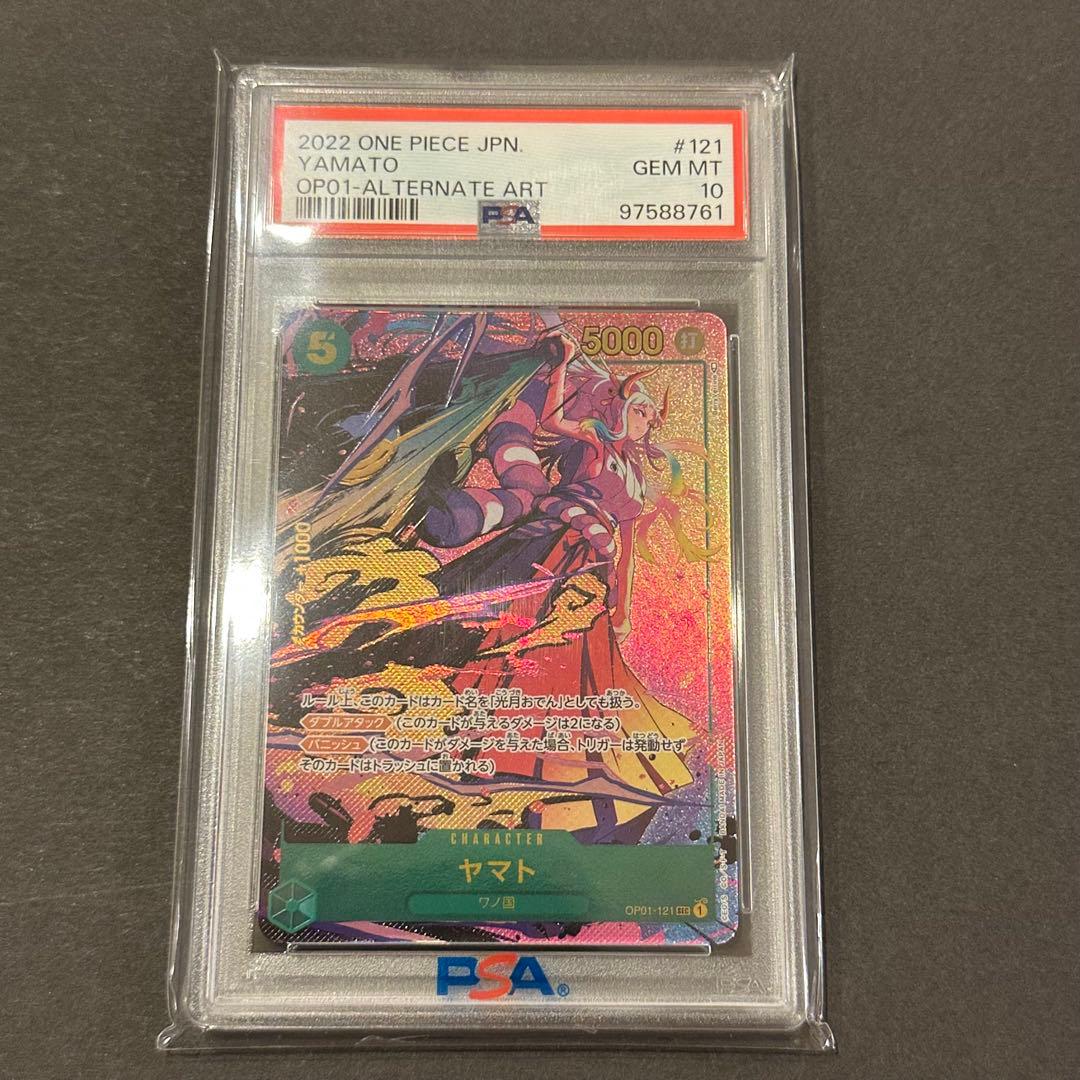 2022 ONE PIECE JPN. #121
YAMATO GEM MT
OP01-ALTERNATE ART 10
PSA 97588761
5 5000 打
カウンター+1000
ルール上、このカードはカード名を「光月おでん」としても扱う。
ダブルアタック (このカードが与えるダメージは2になる)
バニッシュ (このカードがダメージを与えた場合、トリガーは発動せず
そのカードはトラッシュに置かれる)
CHARACTER
ヤマト
ワノ国
OP01-121 SEC 1
BANDAI MADE IN JAPAN
PSA®